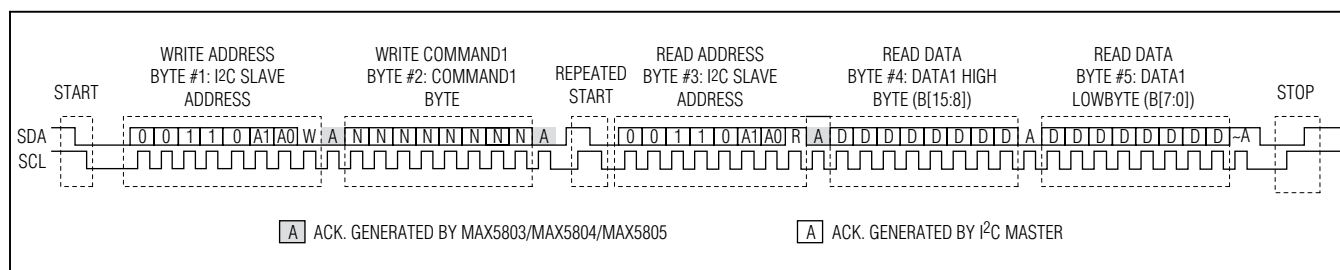 WRITE ADDRESS
BYTE #1: I²C SLAVE
ADDRESS
WRITE COMMAND1
BYTE #2: COMMAND1
BYTE
READ ADDRESS
BYTE #3: I²C SLAVE
ADDRESS
READ DATA
BYTE #4: DATA1 HIGH
BYTE (B[15:8])
READ DATA
BYTE #5: DATA1
LOWBYTE (B[7:0])
START
REPEATED
START
STOP
SDA 0 0 1 1 0 A1 A0 W A N N N N N N N N A 0 0 1 1 0 A1 A0 R A D D D D D D D D A D D D D D D D D ~A
SCL
A ACK. GENERATED BY MAX5803/MAX5804/MAX5805
A ACK. GENERATED BY I²C MASTER